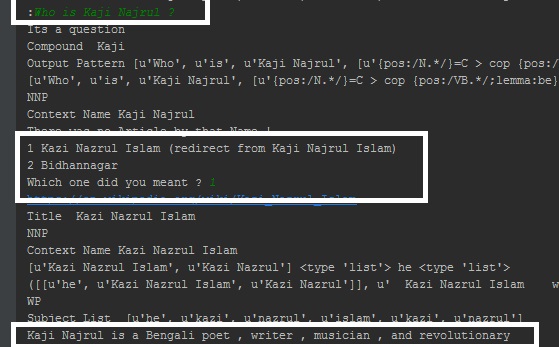 :Who is Kaji Najrul ?
Its a question
Compound Kaji
Output Pattern [u'Who', u'is', u'Kaji Najrul', [u'{pos:/N.*/}=C > cop {pos:/
[u'Who', u'is', u'Kaji Najrul', [u'{pos:/N.*/}=C > cop {pos:/VB.*/;lemma:be}
NNP
Context Name Kaji Najrul
There was no Article by that Name !
1 Kazi Nazrul Islam (redirect from Kaji Najrul Islam)
2 Bidhannagar
Which one did you meant ? 1
Title Kazi Nazrul Islam
NNP
Context Name Kazi Nazrul Islam
[u'Kazi Nazrul Islam', u'Kazi Nazrul'] <type 'list'> he <type 'list'>
([[u'he', u'Kazi Nazrul Islam', u'Kazi Nazrul']], u' Kazi Nazrul Islam w
WP
Subject List [u'he', u'kazi', u'nazrul', u'islam', u'kazi', u'nazrul']
Kaji Najrul is a Bengali poet , writer , musician , and revolutionary